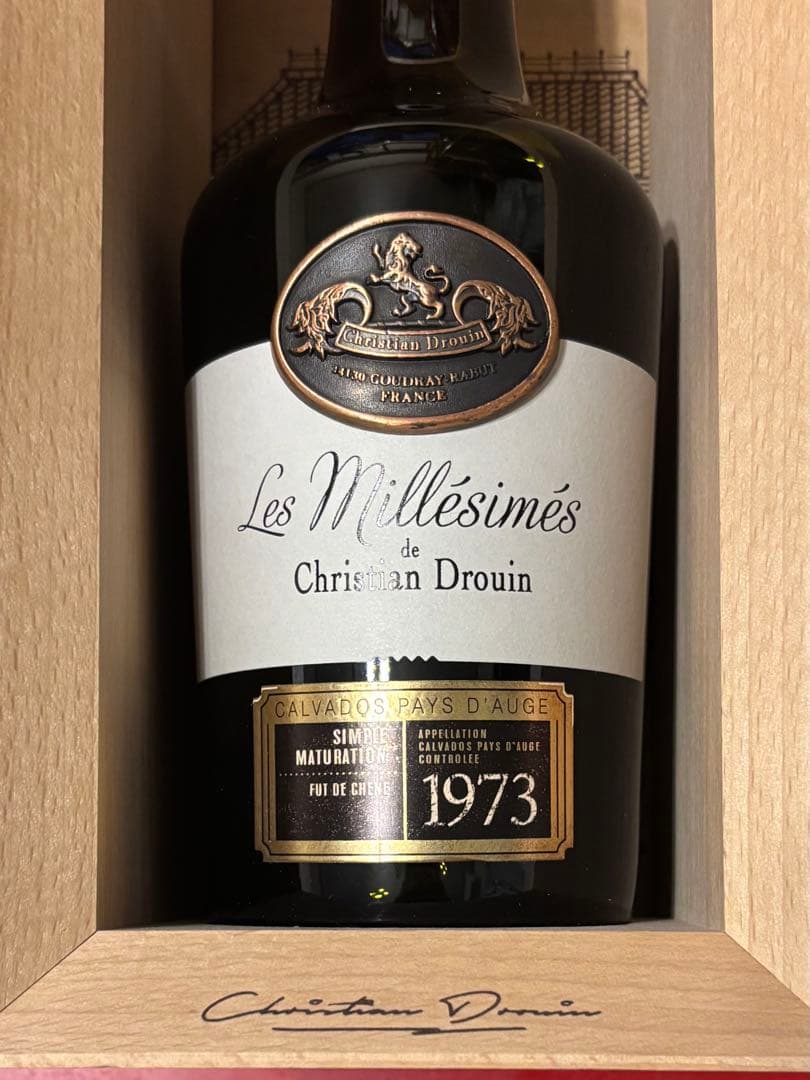 Christian Drouin
14130 COUDRAY-RABUT
FRANCE
Les Millésimés
de
Christian Drouin
CALVADOS PAYS D'AUGE
SIMPLE
MATURATION
FUT DE CHENE
APPELLATION
CALVADOS PAYS D'AUGE
CONTROLEE
1973
Christian Drouin